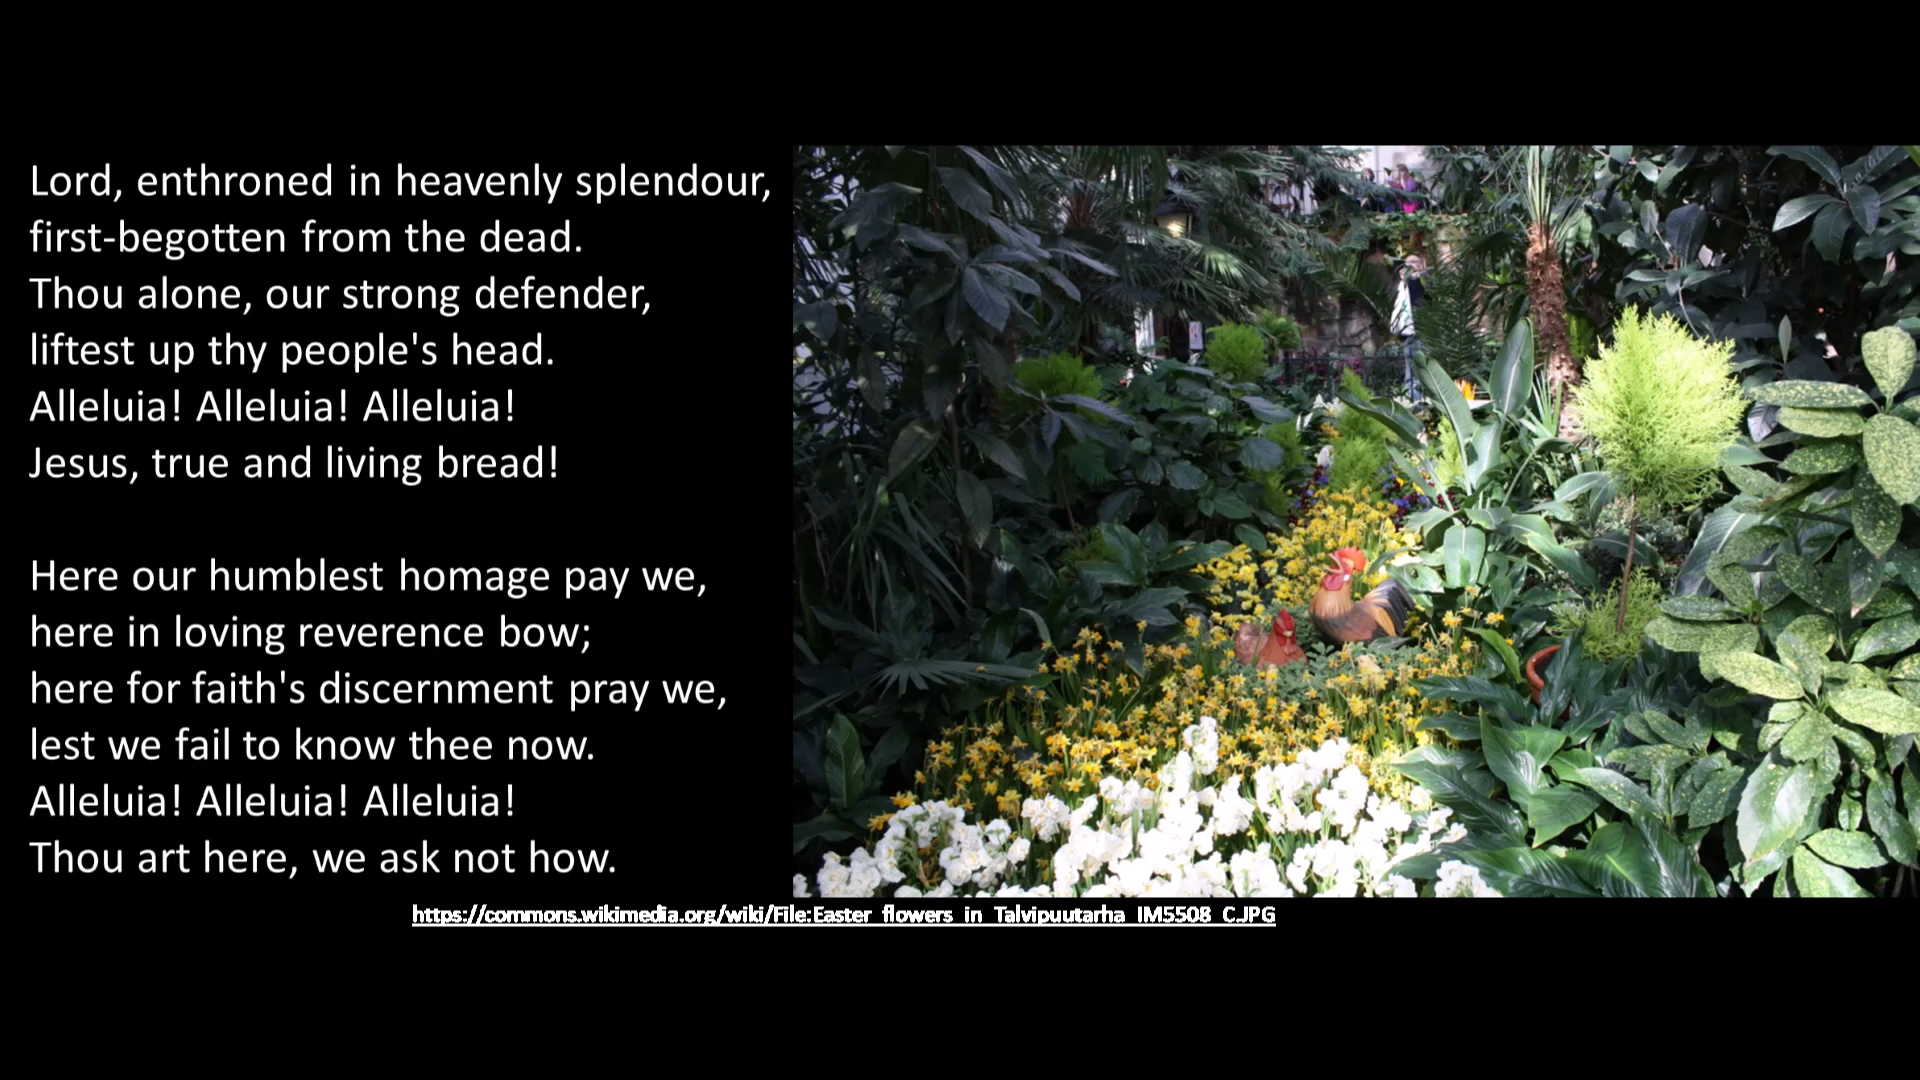 Lord, enthroned in heavenly splendour,
first-begotten from the dead.
Thou alone, our strong defender,
liftest up thy people's head.
Alleluia! Alleluia! Alleluia!
Jesus, true and living bread!
Here our humblest homage pay we,
here in loving reverence bow;
here for faith's discernment pray we,
lest we fail to know thee now.
Alleluia! Alleluia! Alleluia!
Thou art here, we ask not how.
https://commons.wikimedia.org/wiki/File:Easter_flowers_in_Talvipuutarha_IM5508_C.JPG